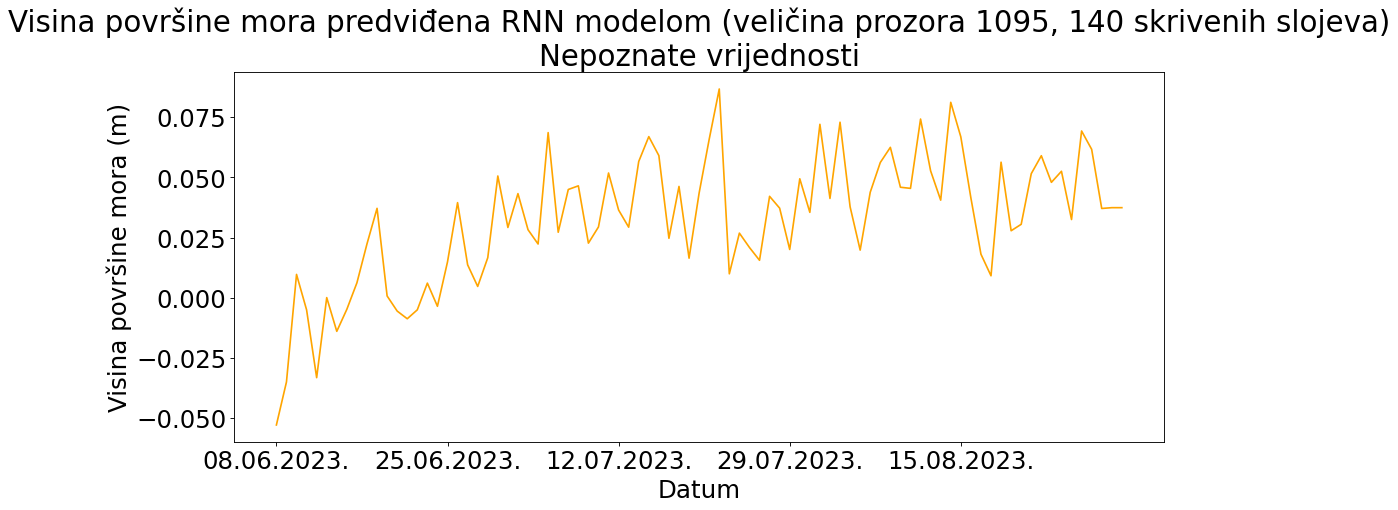 Visina površine mora predviđena RNN modelom (veličina prozora 1095, 140 skrivenih slojeva)
Nepoznate vrijednosti
Visina površine mora (m)
0.075
0.050
0.025
0.000
−0.025
−0.050
08.06.2023. 25.06.2023. 12.07.2023. 29.07.2023. 15.08.2023.
Datum